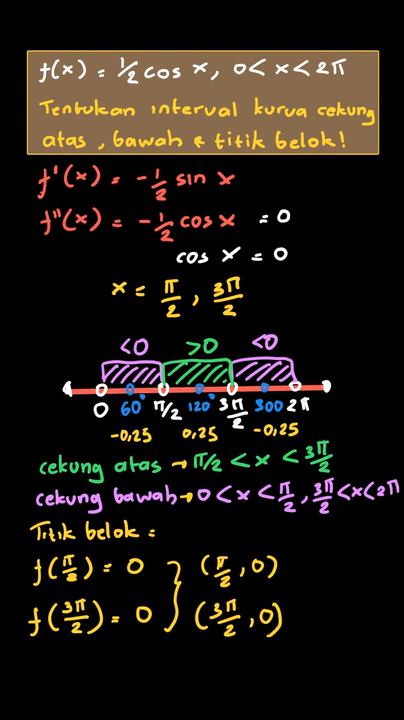 f(x) = 1/2 cos x, 0 < x < 2π
Tentukan interval kurva cekung
atas, bawah & titik belok!
f'(x) = -1/2 sin x
f"(x) = -1/2 cos x = 0
cos x = 0
x = π/2, 3π/2
<0 >0 <0
0 60° π/2 120° 3π/2 300 2π
-0,25 0,25 -0,25
cekung atas → π/2 < x < 3π/2
cekung bawah → 0 < x < π/2, 3π/2 < x < 2π
Titik belok =
f(π/2) = 0 } (π/2, 0)
f(3π/2) = 0 } (3π/2, 0)